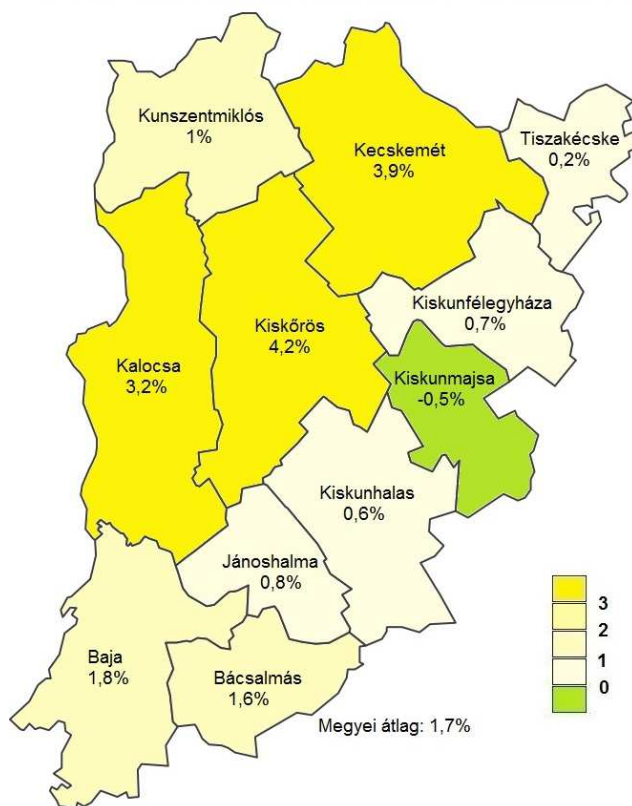 Kunszentmiklós
1%
Kecskemét
3,9%
Tiszakécske
0,2%
Kiskunfélegyháza
0,7%
Kalocsa
3,2%
Kiskőrös
4,2%
Kiskunmajsa
-0,5%
Kiskunhalas
0,6%
Jánoshalma
0,8%
Baja
1,8%
Bácsalmás
1,6%
3
2
1
0
Megyei átlag: 1,7%